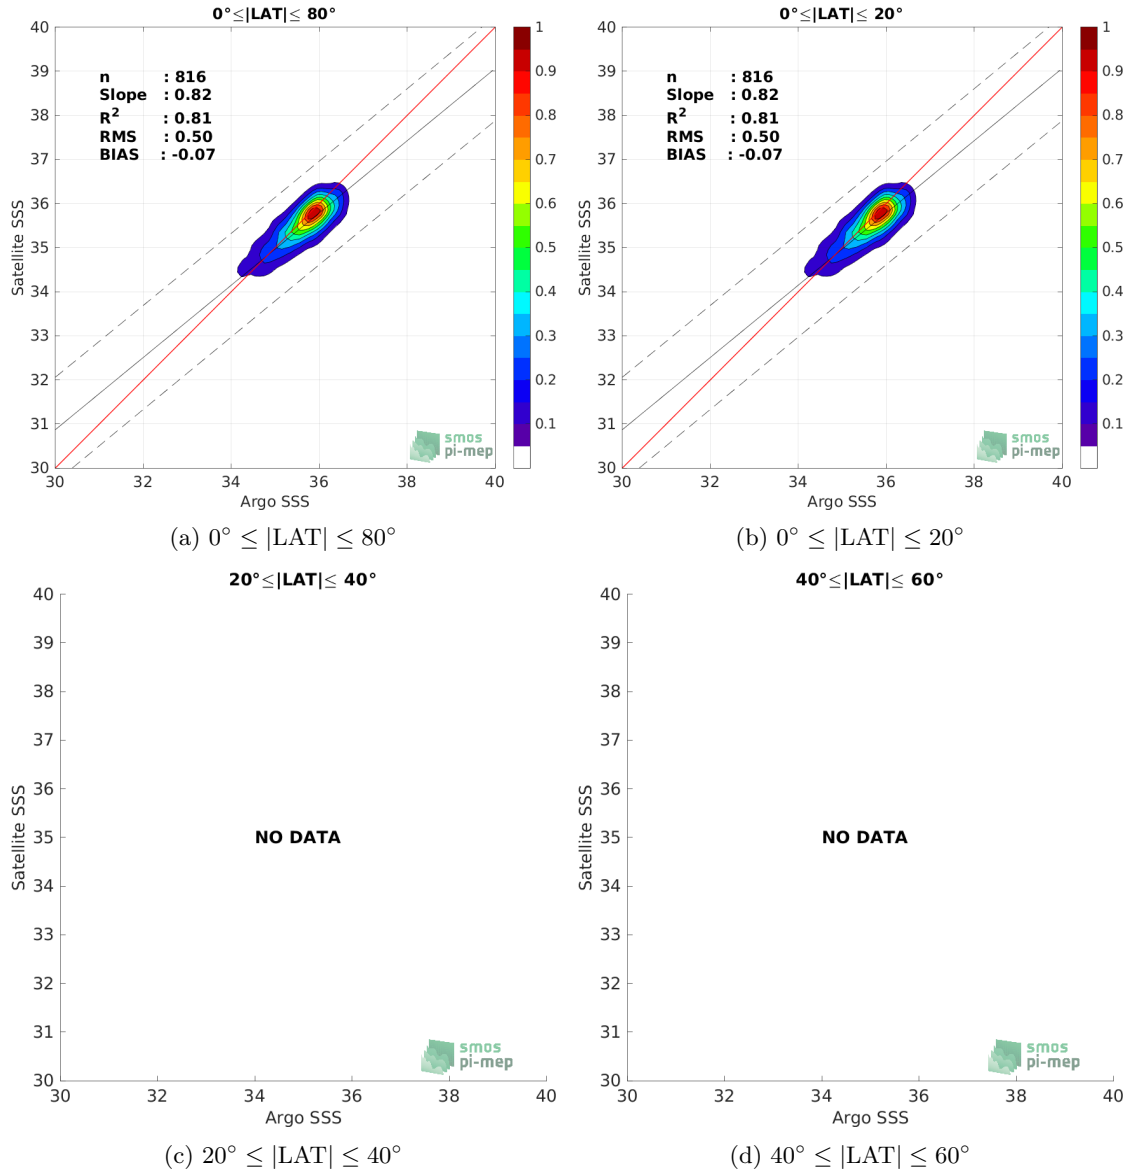 0°≤|LAT|≤ 80°
40
39
38
37
36
35
34
33
32
31
30
Satellite SSS
n : 816
Slope : 0.82
R² : 0.81
RMS : 0.50
BIAS : -0.07
smos
pi-mep
30 32 34 36 38 40
Argo SSS
1
0.9
0.8
0.7
0.6
0.5
0.4
0.3
0.2
0.1
(a) 0° ≤ |LAT| ≤ 80°
0°≤|LAT|≤ 20°
40
39
38
37
36
35
34
33
32
31
30
Satellite SSS
n : 816
Slope : 0.82
R² : 0.81
RMS : 0.50
BIAS : -0.07
smos
pi-mep
30 32 34 36 38 40
Argo SSS
1
0.9
0.8
0.7
0.6
0.5
0.4
0.3
0.2
0.1
(b) 0° ≤ |LAT| ≤ 20°
20°≤|LAT|≤ 40°
40
39
38
37
36
35
34
33
32
31
30
Satellite SSS
NO DATA
smos
pi-mep
30 32 34 36 38 40
Argo SSS
(c) 20° ≤ |LAT| ≤ 40°
40°≤|LAT|≤ 60°
40
39
38
37
36
35
34
33
32
31
30
Satellite SSS
NO DATA
smos
pi-mep
30 32 34 36 38 40
Argo SSS
(d) 40° ≤ |LAT| ≤ 60°